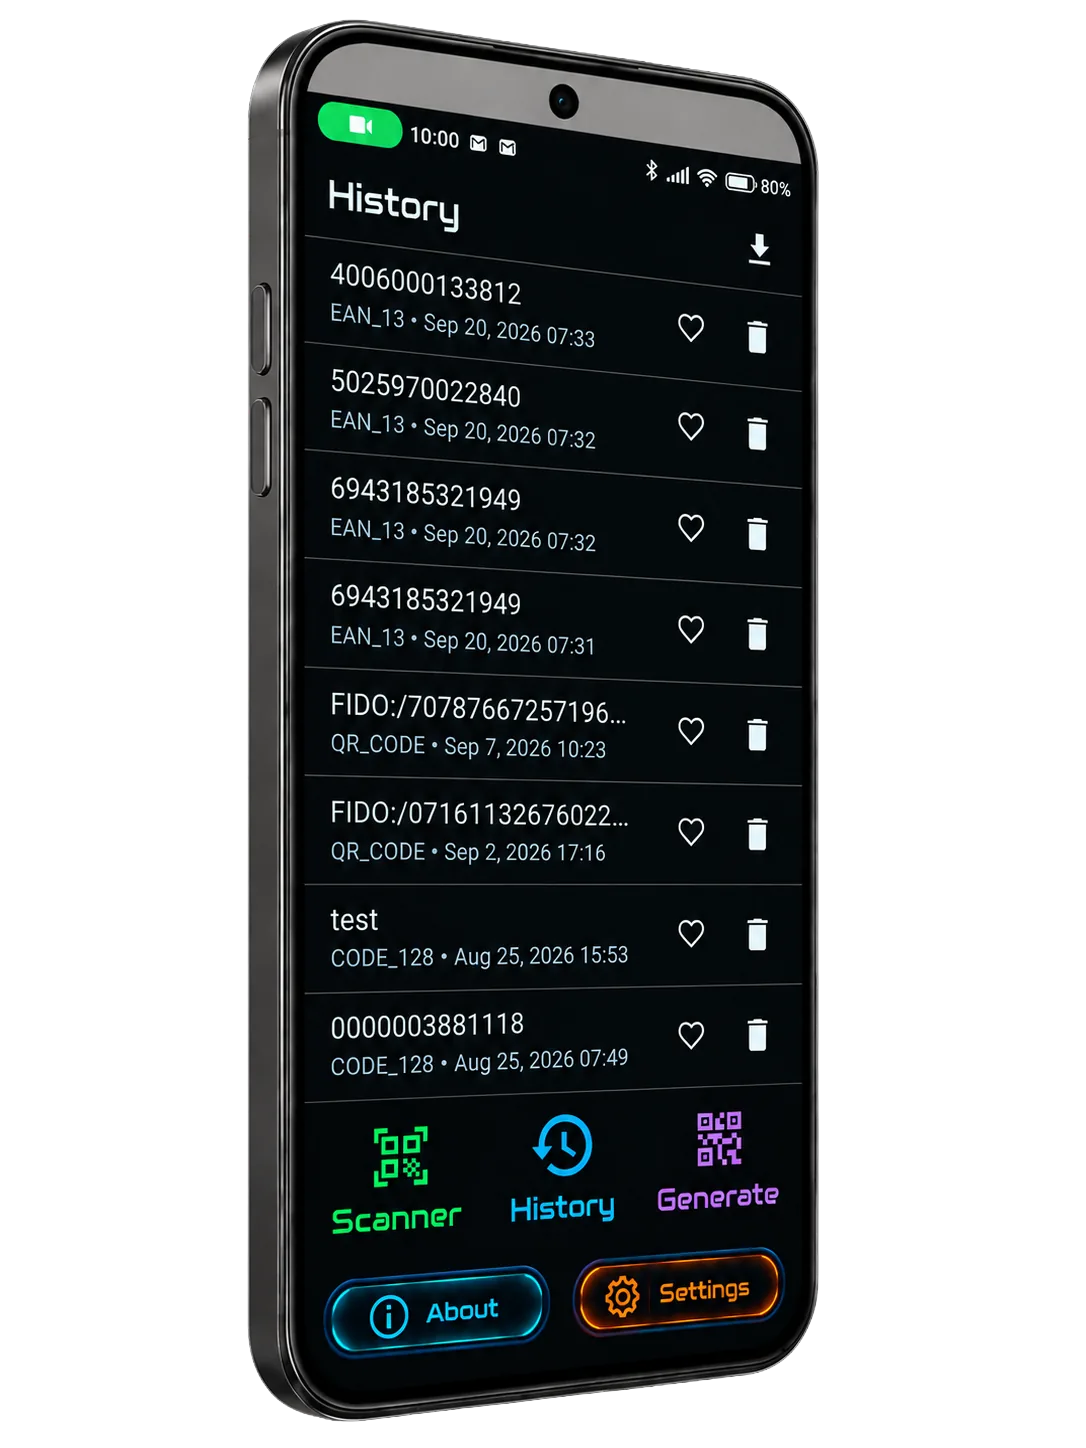 10:00
80%
History
4006000133812
EAN_13 • Sep 20, 2026 07:33
5025970022840
EAN_13 • Sep 20, 2026 07:32
6943185321949
EAN_13 • Sep 20, 2026 07:32
6943185321949
EAN_13 • Sep 20, 2026 07:31
FIDO:/70787667257196...
QR_CODE • Sep 7, 2026 10:23
FIDO:/07161132676022...
QR_CODE • Sep 2, 2026 17:16
test
CODE_128 • Aug 25, 2026 15:53
0000003881118
CODE_128 • Aug 25, 2026 07:49
Scanner
History
Generate
About
Settings